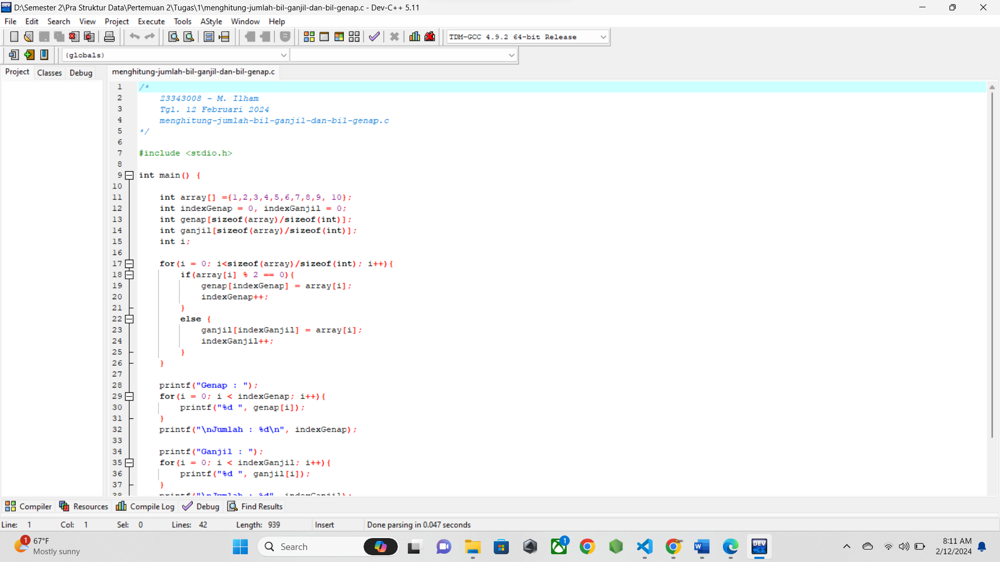 D:\Semester 2\Pra Struktur Data\Pertemuan 2\Tugas\1\menghitung-jumlah-bil-ganjil-dan-bil-genap.c - Dev-C++ 5.11
File Edit Search View Project Execute Tools AStyle Window Help
TDM-GCC 4.9.2 64-bit Release
(globals)
Project Classes Debug menghitung-jumlah-bil-ganjil-dan-bil-genap.c
1 /*
2 23343008 - M. Ilham
3 Tgl. 12 Februari 2024
4 menghitung-jumlah-bil-ganjil-dan-bil-genap.c
5 */
6
7 #include <stdio.h>
8
9 int main() {
10
11 int array[] ={1,2,3,4,5,6,7,8,9, 10};
12 int indexGenap = 0, indexGanjil = 0;
13 int genap[sizeof(array)/sizeof(int)];
14 int ganjil[sizeof(array)/sizeof(int)];
15 int i;
16
17 for(i = 0; i<sizeof(array)/sizeof(int); i++){
18 if(array[i] % 2 == 0){
19 genap[indexGenap] = array[i];
20 indexGenap++;
21 }
22 else {
23 ganjil[indexGanjil] = array[i];
24 indexGanjil++;
25 }
26 }
27
28 printf("Genap : ");
29 for(i = 0; i < indexGenap; i++){
30 printf("%d ", genap[i]);
31 }
32 printf("\nJumlah : %d\n", indexGenap);
33
34 printf("Ganjil : ");
35 for(i = 0; i < indexGanjil; i++){
36 printf("%d ", ganjil[i]);
37 }
38 printf("\nJumlah : %d", indexGanjil);
Compiler Resources Compile Log Debug Find Results
Line: 1 Col: 1 Sel: 0 Lines: 42 Length: 939 Insert Done parsing in 0.047 seconds
1 67°F
Mostly sunny
Search
1
W
DEV C++
8:11 AM
2/12/2024